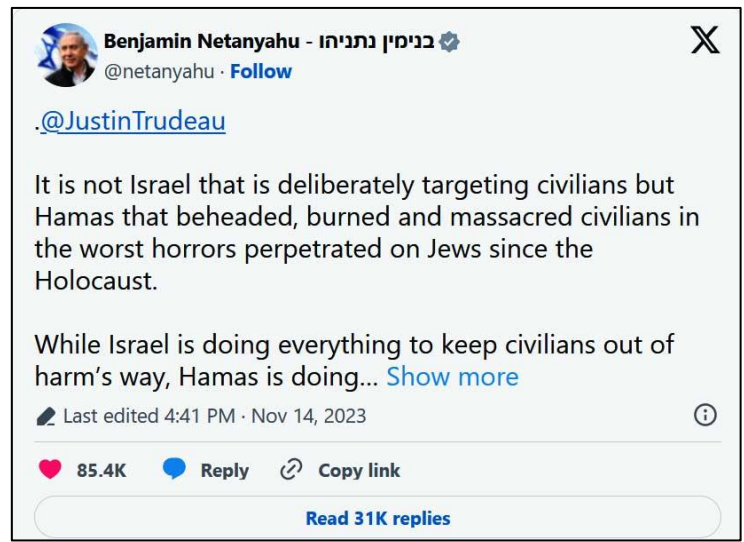 Benjamin Netanyahu - בנימין נתניהו
@netanyahu · Follow
.@JustinTrudeau
It is not Israel that is deliberately targeting civilians but
Hamas that beheaded, burned and massacred civilians in
the worst horrors perpetrated on Jews since the
Holocaust.
While Israel is doing everything to keep civilians out of
harm’s way, Hamas is doing... Show more
Last edited 4:41 PM · Nov 14, 2023
85.4K Reply Copy link
Read 31K replies